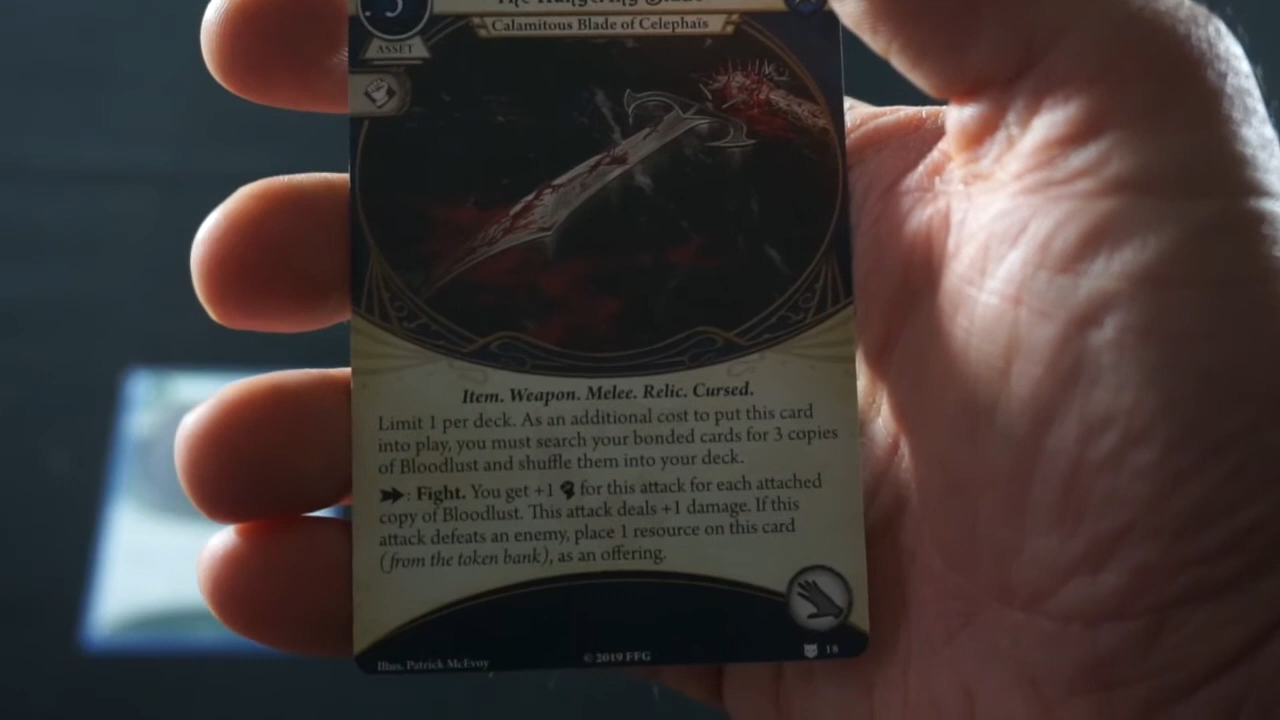 3
The Hungering Blade
Calamitous Blade of Celephaïs
ASSET
Item. Weapon. Melee. Relic. Cursed.
Limit 1 per deck. As an additional cost to put this card
into play, you must search your bonded cards for 3 copies
of Bloodlust and shuffle them into your deck.
: Fight. You get +1 for this attack for each attached
copy of Bloodlust. This attack deals +1 damage. If this
attack defeats an enemy, place 1 resource on this card
(from the token bank), as an offering.
Illus. Patrick McEvoy
© 2019 FFG
18